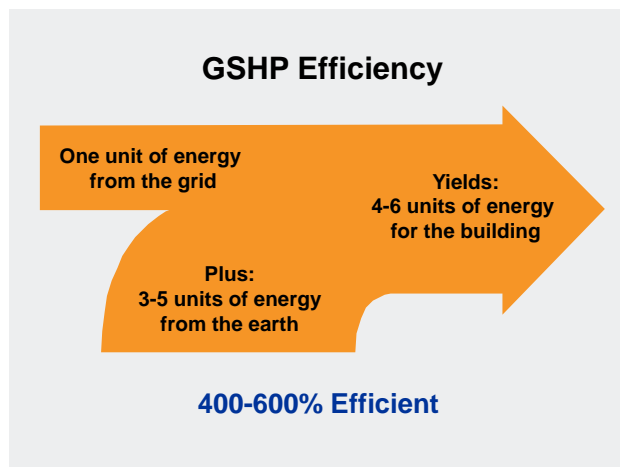 GSHP Efficiency
One unit of energy
from the grid
Plus:
3-5 units of energy
from the earth
Yields:
4-6 units of energy
for the building
400-600% Efficient